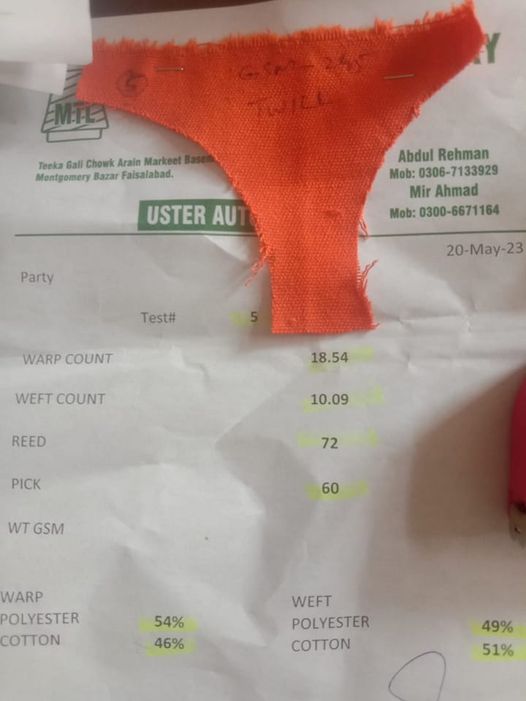 5
GSM - 245
TWILL
MTL
Y
Teeka Gali Chowk Arain Markeet Basem
Montgomery Bazar Faisalabad.
Abdul Rehman
Mob: 0306-7133929
Mir Ahmad
Mob: 0300-6671164
USTER AUT
20-May-23
Party
Test# 5
WARP COUNT 18.54
WEFT COUNT 10.09
REED 72
PICK 60
WT GSM
WARP
POLYESTER 54%
COTTON 46%
WEFT
POLYESTER 49%
COTTON 51%